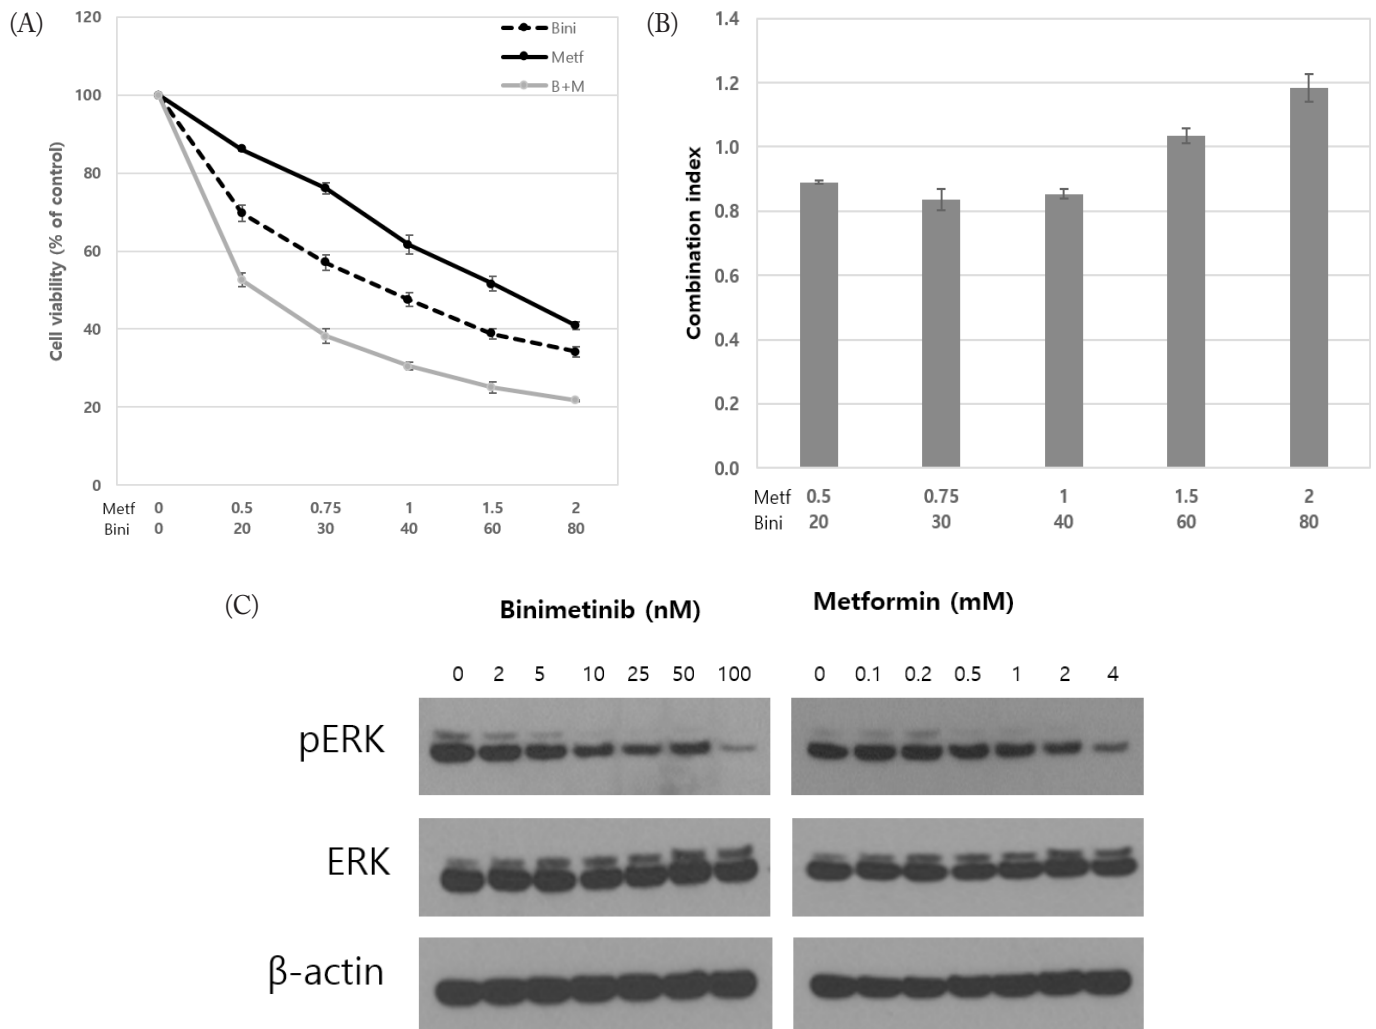 (A)
120
100
80
60
40
20
0
Cell viability (% of control)
Bini
Metf
B+M
Metf 0 0.5 0.75 1 1.5 2
Bini 0 20 30 40 60 80
(B)
1.4
1.2
1.0
0.8
0.6
0.4
0.2
0.0
Combination index
Metf 0.5 0.75 1 1.5 2
Bini 20 30 40 60 80
(C)
Binimetinib (nM)
Metformin (mM)
0 2 5 10 25 50 100
0 0.1 0.2 0.5 1 2 4
pERK
ERK
β-actin